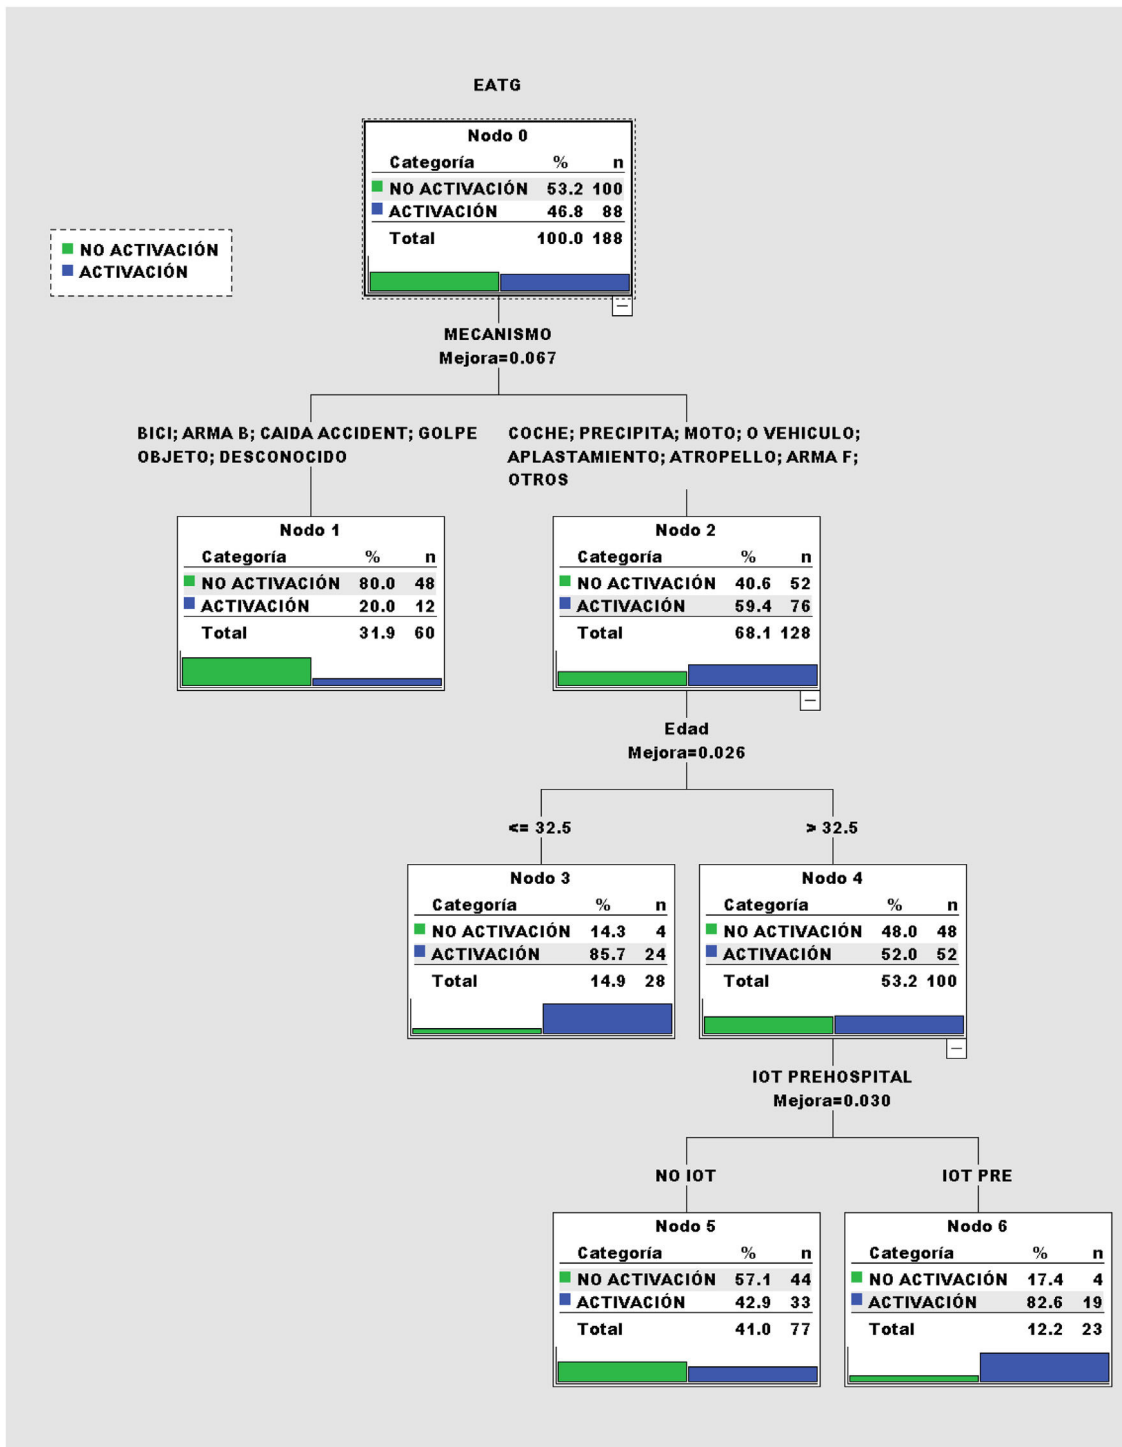 EATG
Nodo 0
Categoría % n
NO ACTIVACIÓN 53.2 100
ACTIVACIÓN 46.8 88
Total 100.0 188
NO ACTIVACIÓN
ACTIVACIÓN
MECANISMO
Mejora=0.067
BICI; ARMA B; CAIDA ACCIDENT; GOLPE
OBJETO; DESCONOCIDO
COCHE; PRECIPITA; MOTO; O VEHICULO;
APLASTAMIENTO; ATROPELLO; ARMA F;
OTROS
Nodo 1
Categoría % n
NO ACTIVACIÓN 80.0 48
ACTIVACIÓN 20.0 12
Total 31.9 60
Nodo 2
Categoría % n
NO ACTIVACIÓN 40.6 52
ACTIVACIÓN 59.4 76
Total 68.1 128
Edad
Mejora=0.026
<= 32.5
> 32.5
Nodo 3
Categoría % n
NO ACTIVACIÓN 14.3 4
ACTIVACIÓN 85.7 24
Total 14.9 28
Nodo 4
Categoría % n
NO ACTIVACIÓN 48.0 48
ACTIVACIÓN 52.0 52
Total 53.2 100
IOT PREHOSPITAL
Mejora=0.030
NO IOT
IOT PRE
Nodo 5
Categoría % n
NO ACTIVACIÓN 57.1 44
ACTIVACIÓN 42.9 33
Total 41.0 77
Nodo 6
Categoría % n
NO ACTIVACIÓN 17.4 4
ACTIVACIÓN 82.6 19
Total 12.2 23